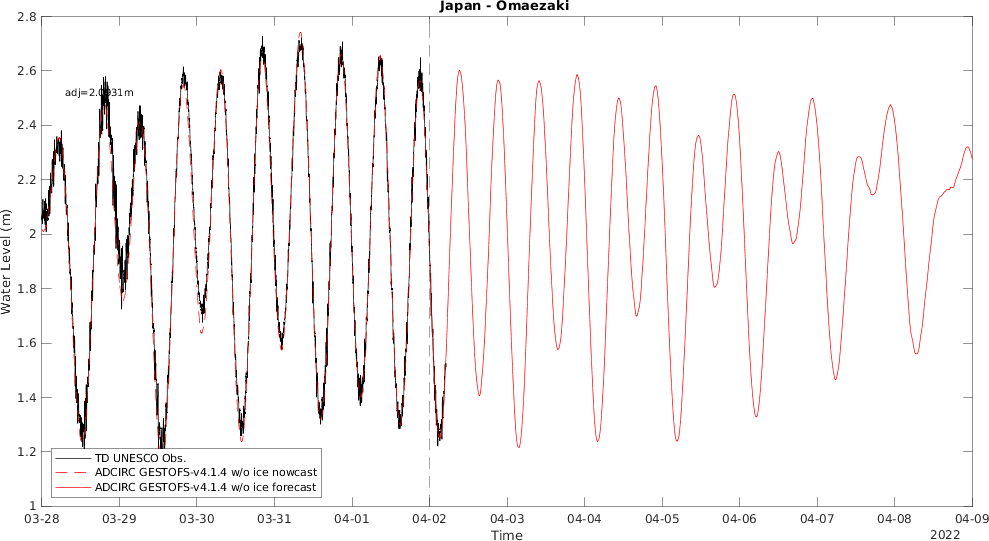 Japan - Omaezaki
2.8
2.6
2.4
2.2
2
1.8
1.6
1.4
1.2
1
Water Level (m)
adj=2.0931m
TD UNESCO Obs.
ADCIRC GESTOFS-v4.1.4 w/o ice nowcast
ADCIRC GESTOFS-v4.1.4 w/o ice forecast
03-28 03-29 03-30 03-31 04-01 04-02 04-03 04-04 04-05 04-06 04-07 04-08 04-09
Time
2022